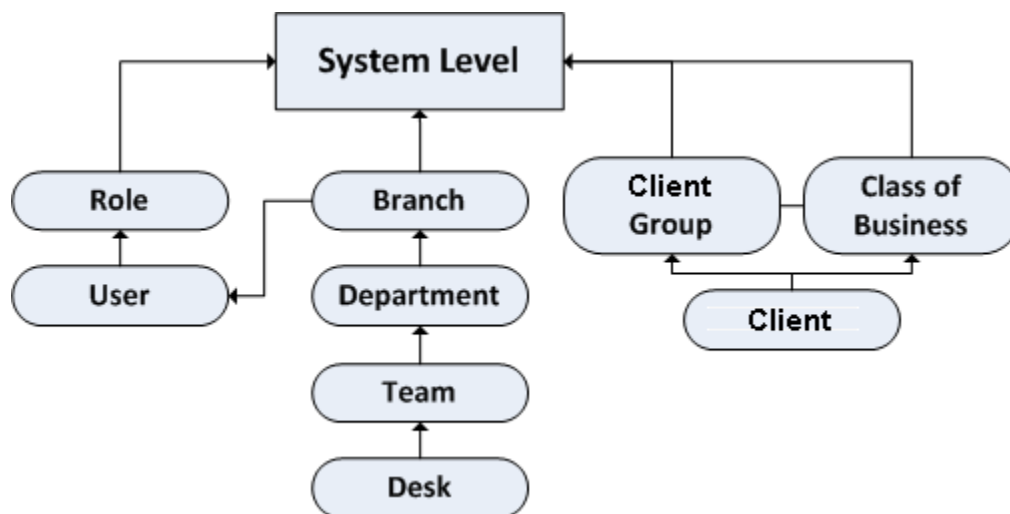 System Level
Role
Branch
Client
Group
Class of
Business
User
Department
Client
Team
Desk